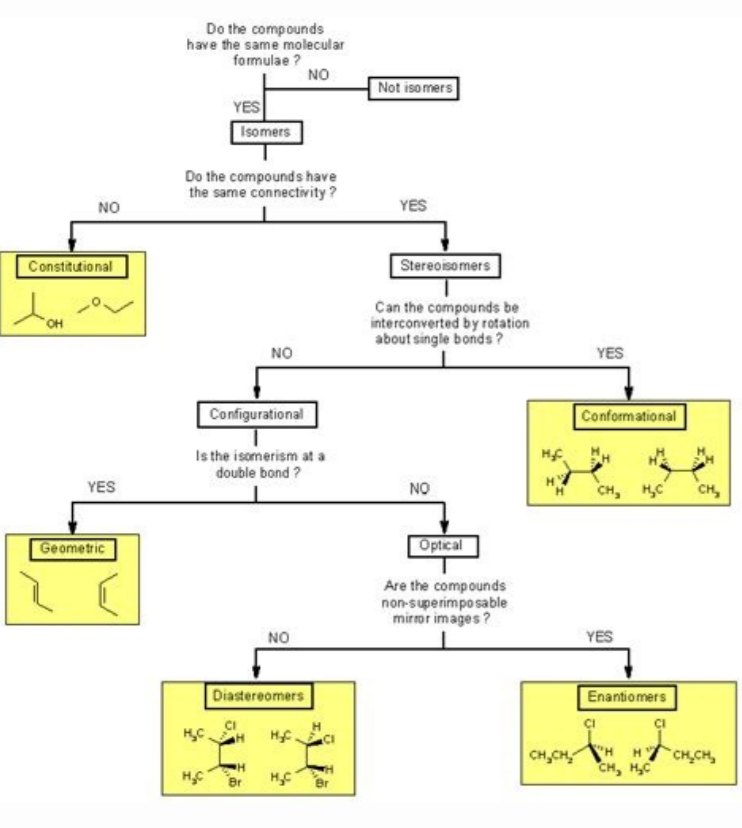 Do the compounds
have the same molecular
formulae ?
NO
Not isomers
YES
Isomers
Do the compounds have
the same connectivity ?
NO
YES
Constitutional
OH
O
Stereoisomers
Can the compounds be
interconverted by rotation
about single bonds ?
NO
YES
Configurational
Conformational
H₃C H H
H H CH₃
H H H H
H₃C CH₃
Is the isomerism at a
double bond ?
YES
NO
Geometric
Optical
Are the compounds
non-superimposable
mirror images ?
NO
YES
Diastereomers
H₃C Cl H
H₃C H Br
H₃C H Cl
H₃C H Br
Enantiomers
Cl
CH₃CH₂ H
CH₃
Cl
H CH₂CH₃
H₃C